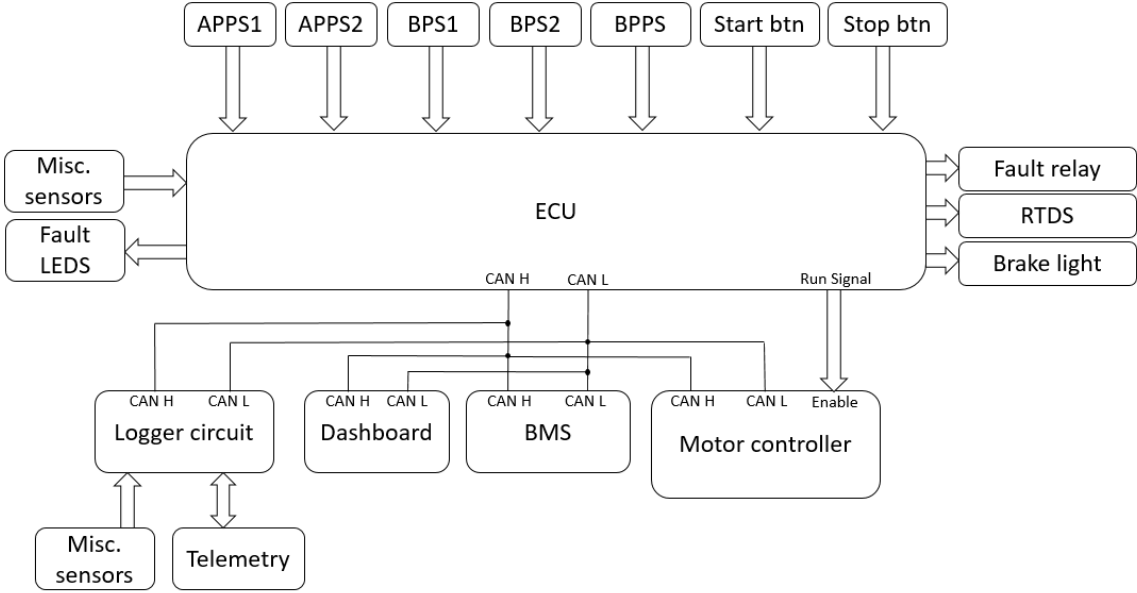 APPS1
APPS2
BPS1
BPS2
BPPS
Start btn
Stop btn
Misc.
sensors
Fault
LEDS
ECU
Fault relay
RTDS
Brake light
CAN H
CAN L
Run Signal
CAN H
CAN L
Logger circuit
CAN H
CAN L
Dashboard
CAN H
CAN L
BMS
CAN H
CAN L
Enable
Motor controller
Misc.
sensors
Telemetry